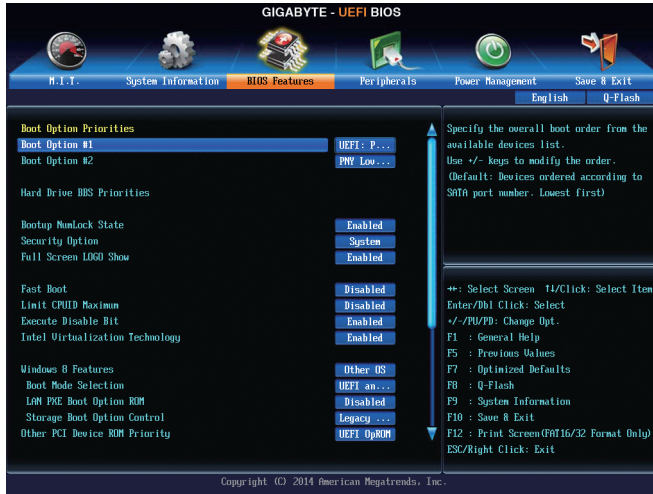 GIGABYTE - UEFI BIOS
M.I.T. System Information BIOS Features Peripherals Power Management Save & Exit
English Q-Flash
Boot Option Priorities
Boot Option #1 UEFI: P...
Boot Option #2 PNY Lov...
Hard Drive BBS Priorities
Bootup NumLock State Enabled
Security Option System
Full Screen LOGO Show Enabled
Fast Boot Disabled
Limit CPUID Maximum Disabled
Execute Disable Bit Enabled
Intel Virtualization Technology Enabled
Windows 8 Features Other OS
Boot Mode Selection UEFI an...
LAN PXE Boot Option ROM Disabled
Storage Boot Option Control Legacy ...
Other PCI Device ROM Priority UEFI OpROM
Specify the overall boot order from the
available devices list.
Use +/- keys to modify the order.
(Default: Devices ordered according to
SATA port number. Lowest first)
→←: Select Screen ↑↓/Click: Select Item
Enter/Dbl Click: Select
+/-/PU/PD: Change Opt.
F1 : General Help
F5 : Previous Values
F7 : Optimized Defaults
F8 : Q-Flash
F9 : System Information
F10 : Save & Exit
F12 : Print Screen(FAT16/32 Format Only)
ESC/Right Click: Exit
Copyright (C) 2014 American Megatrends, Inc.